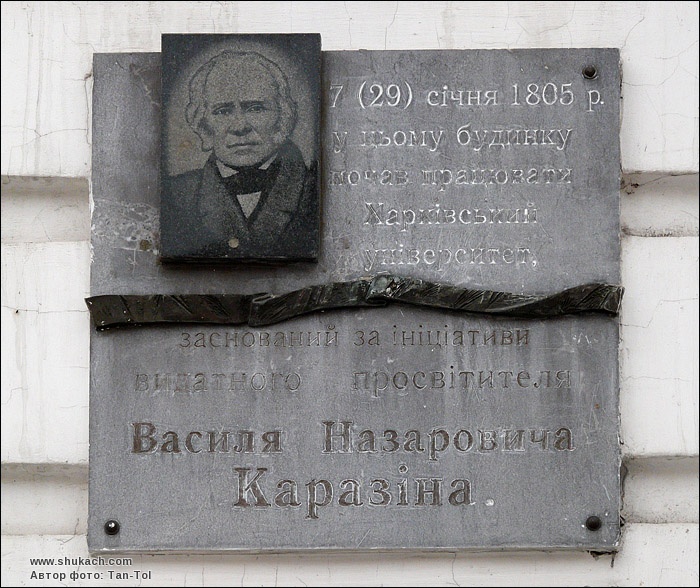 7 (29) січня 1805 р.
у цьому будинку
почав працювати
Харківський
університет,
заснований за ініціативи
видатного просвітителя
Василя Назаровича
Каразіна
www.shukach.com
Автор фото: Tan-Tol